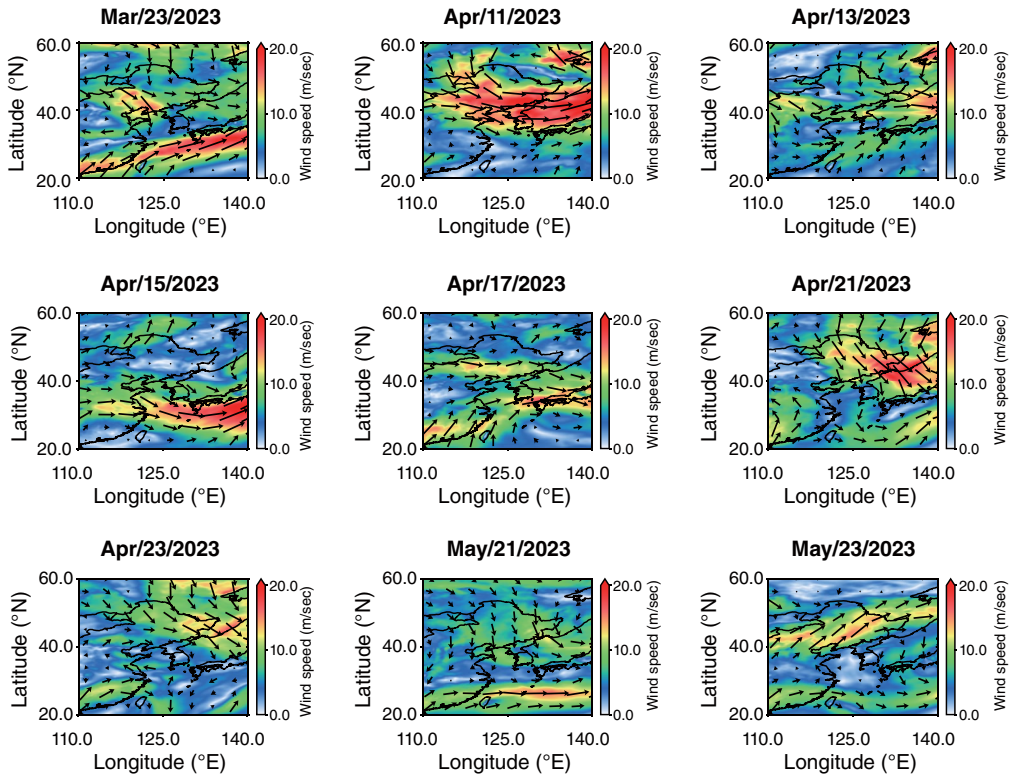 Mar/23/2023
Apr/11/2023
Apr/13/2023
60.0
40.0
20.0
Latitude (°N)
110.0 125.0 140.0
Longitude (°E)
20.0
10.0
0.0
Wind speed (m/sec)
60.0
40.0
20.0
Latitude (°N)
110.0 125.0 140.0
Longitude (°E)
20.0
10.0
0.0
Wind speed (m/sec)
60.0
40.0
20.0
Latitude (°N)
110.0 125.0 140.0
Longitude (°E)
20.0
10.0
0.0
Wind speed (m/sec)
Apr/15/2023
Apr/17/2023
Apr/21/2023
60.0
40.0
20.0
Latitude (°N)
110.0 125.0 140.0
Longitude (°E)
20.0
10.0
0.0
Wind speed (m/sec)
60.0
40.0
20.0
Latitude (°N)
110.0 125.0 140.0
Longitude (°E)
20.0
10.0
0.0
Wind speed (m/sec)
60.0
40.0
20.0
Latitude (°N)
110.0 125.0 140.0
Longitude (°E)
20.0
10.0
0.0
Wind speed (m/sec)
Apr/23/2023
May/21/2023
May/23/2023
60.0
40.0
20.0
Latitude (°N)
110.0 125.0 140.0
Longitude (°E)
20.0
10.0
0.0
Wind speed (m/sec)
60.0
40.0
20.0
Latitude (°N)
110.0 125.0 140.0
Longitude (°E)
20.0
10.0
0.0
Wind speed (m/sec)
60.0
40.0
20.0
Latitude (°N)
110.0 125.0 140.0
Longitude (°E)
20.0
10.0
0.0
Wind speed (m/sec)